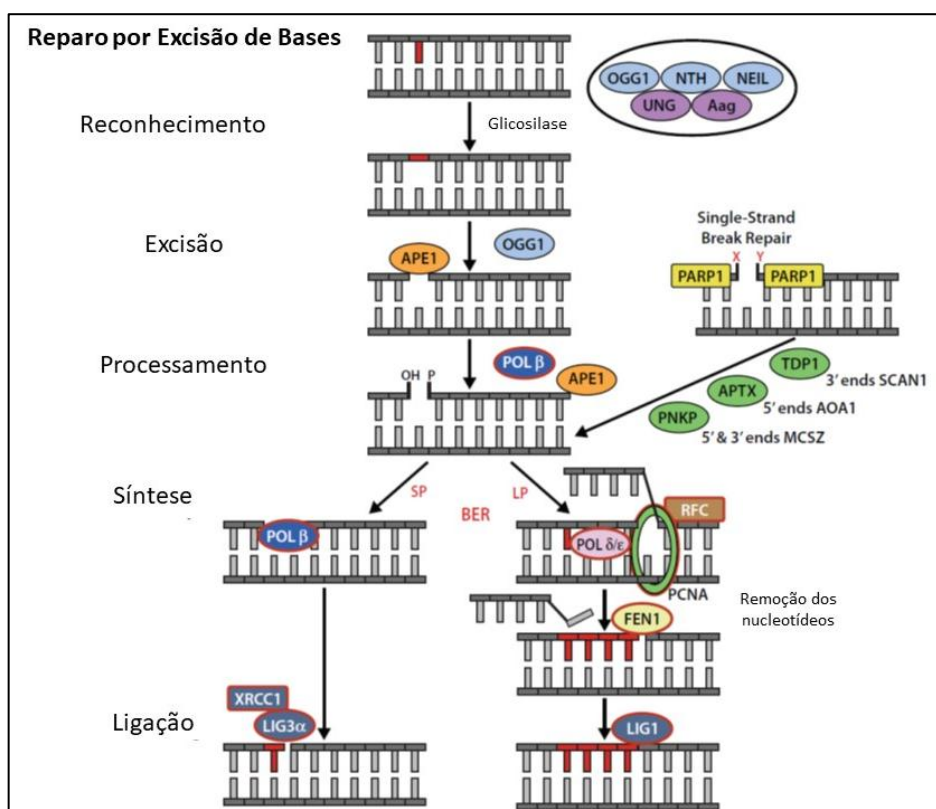 Reparo por Excisão de Bases
OGG1 NTH NEIL
UNG Aag
Reconhecimento
Glicosilase
Excisão
APE1
OGG1
Single-Strand
Break Repair
X Y
PARP1 PARP1
Processamento
OH P
POL β
APE1
TDP1
3' ends SCAN1
APTX
5' ends AOA1
PNKP
5' & 3' ends MCSZ
Síntese
SP
LP
BER
RFC
POL β
POL δ/ε
PCNA
Remoção dos
nucleotídeos
FEN1
Ligação
XRCC1
LIG3α
LIG1